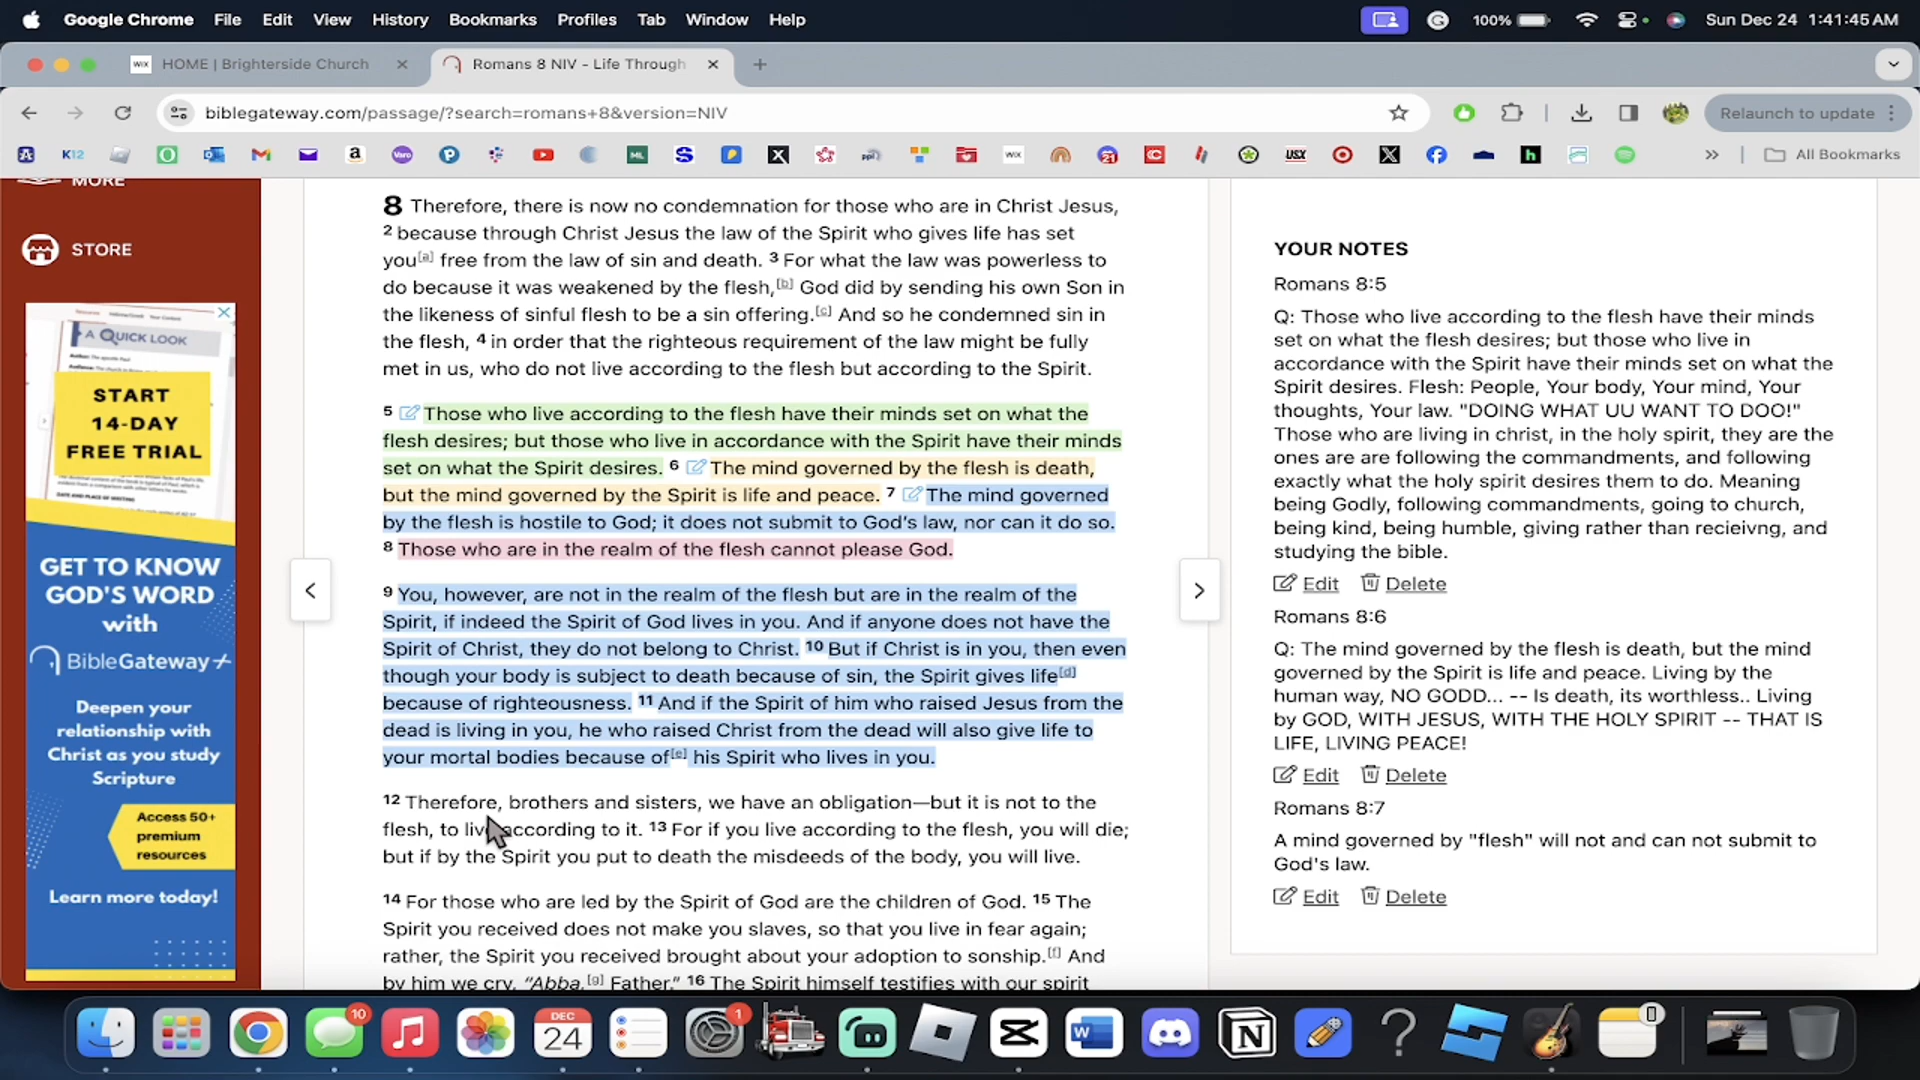 Google Chrome File Edit View History Bookmarks Profiles Tab Window Help 100% Sun Dec 24 1:41:45 AM
WIX HOME | Brighterside Church Romans 8 NIV - Life Through
biblegateway.com/passage/?search=romans+8&version=NIV Relaunch to update
K12 a Varo ML S X ppl WIX 21 USX h All Bookmarks
MORE
STORE
A QUICK LOOK
START
14-DAY
FREE TRIAL
GET TO KNOW
GOD'S WORD
with
BibleGateway+
Deepen your
relationship with
Christ as you study
Scripture
Access 50+
premium
resources
Learn more today!
8 Therefore, there is now no condemnation for those who are in Christ Jesus,
2 because through Christ Jesus the law of the Spirit who gives life has set
you[a] free from the law of sin and death. 3 For what the law was powerless to
do because it was weakened by the flesh,[b] God did by sending his own Son in
the likeness of sinful flesh to be a sin offering.[c] And so he condemned sin in
the flesh, 4 in order that the righteous requirement of the law might be fully
met in us, who do not live according to the flesh but according to the Spirit.
5 Those who live according to the flesh have their minds set on what the
flesh desires; but those who live in accordance with the Spirit have their minds
set on what the Spirit desires. 6 The mind governed by the flesh is death,
but the mind governed by the Spirit is life and peace. 7 The mind governed
by the flesh is hostile to God; it does not submit to God's law, nor can it do so.
8 Those who are in the realm of the flesh cannot please God.
9 You, however, are not in the realm of the flesh but are in the realm of the
Spirit, if indeed the Spirit of God lives in you. And if anyone does not have the
Spirit of Christ, they do not belong to Christ. 10 But if Christ is in you, then even
though your body is subject to death because of sin, the Spirit gives life[d]
because of righteousness. 11 And if the Spirit of him who raised Jesus from the
dead is living in you, he who raised Christ from the dead will also give life to
your mortal bodies because of[e] his Spirit who lives in you.
12 Therefore, brothers and sisters, we have an obligation—but it is not to the
flesh, to live according to it. 13 For if you live according to the flesh, you will die;
but if by the Spirit you put to death the misdeeds of the body, you will live.
14 For those who are led by the Spirit of God are the children of God. 15 The
Spirit you received does not make you slaves, so that you live in fear again;
rather, the Spirit you received brought about your adoption to sonship.[f] And
by him we cry, "Abba,[g] Father." 16 The Spirit himself testifies with our spirit
YOUR NOTES
Romans 8:5
Q: Those who live according to the flesh have their minds
set on what the flesh desires; but those who live in
accordance with the Spirit have their minds set on what the
Spirit desires. Flesh: People, Your body, Your mind, Your
thoughts, Your law. "DOING WHAT UU WANT TO DOO!"
Those who are living in christ, in the holy spirit, they are the
ones are are following the commandments, and following
exactly what the holy spirit desires them to do. Meaning
being Godly, following commandments, going to church,
being kind, being humble, giving rather than recieivng, and
studying the bible.
Edit Delete
Romans 8:6
Q: The mind governed by the flesh is death, but the mind
governed by the Spirit is life and peace. Living by the
human way, NO GODD... -- Is death, its worthless.. Living
by GOD, WITH JESUS, WITH THE HOLY SPIRIT -- THAT IS
LIFE, LIVING PEACE!
Edit Delete
Romans 8:7
A mind governed by "flesh" will not and can not submit to
God's law.
Edit Delete
10 DEC 24 1 W N ? 0